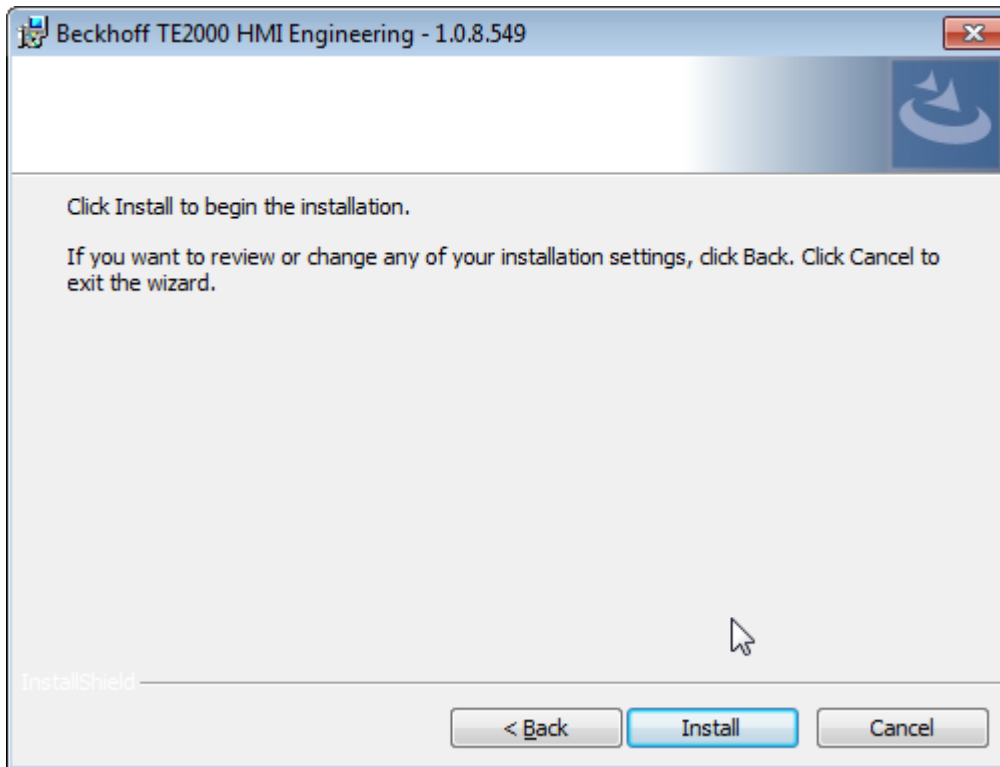 Beckhoff TE2000 HMI Engineering - 1.0.8.549
Click Install to begin the installation.
If you want to review or change any of your installation settings, click Back. Click Cancel to
exit the wizard.
InstallShield
< Back
Install
Cancel